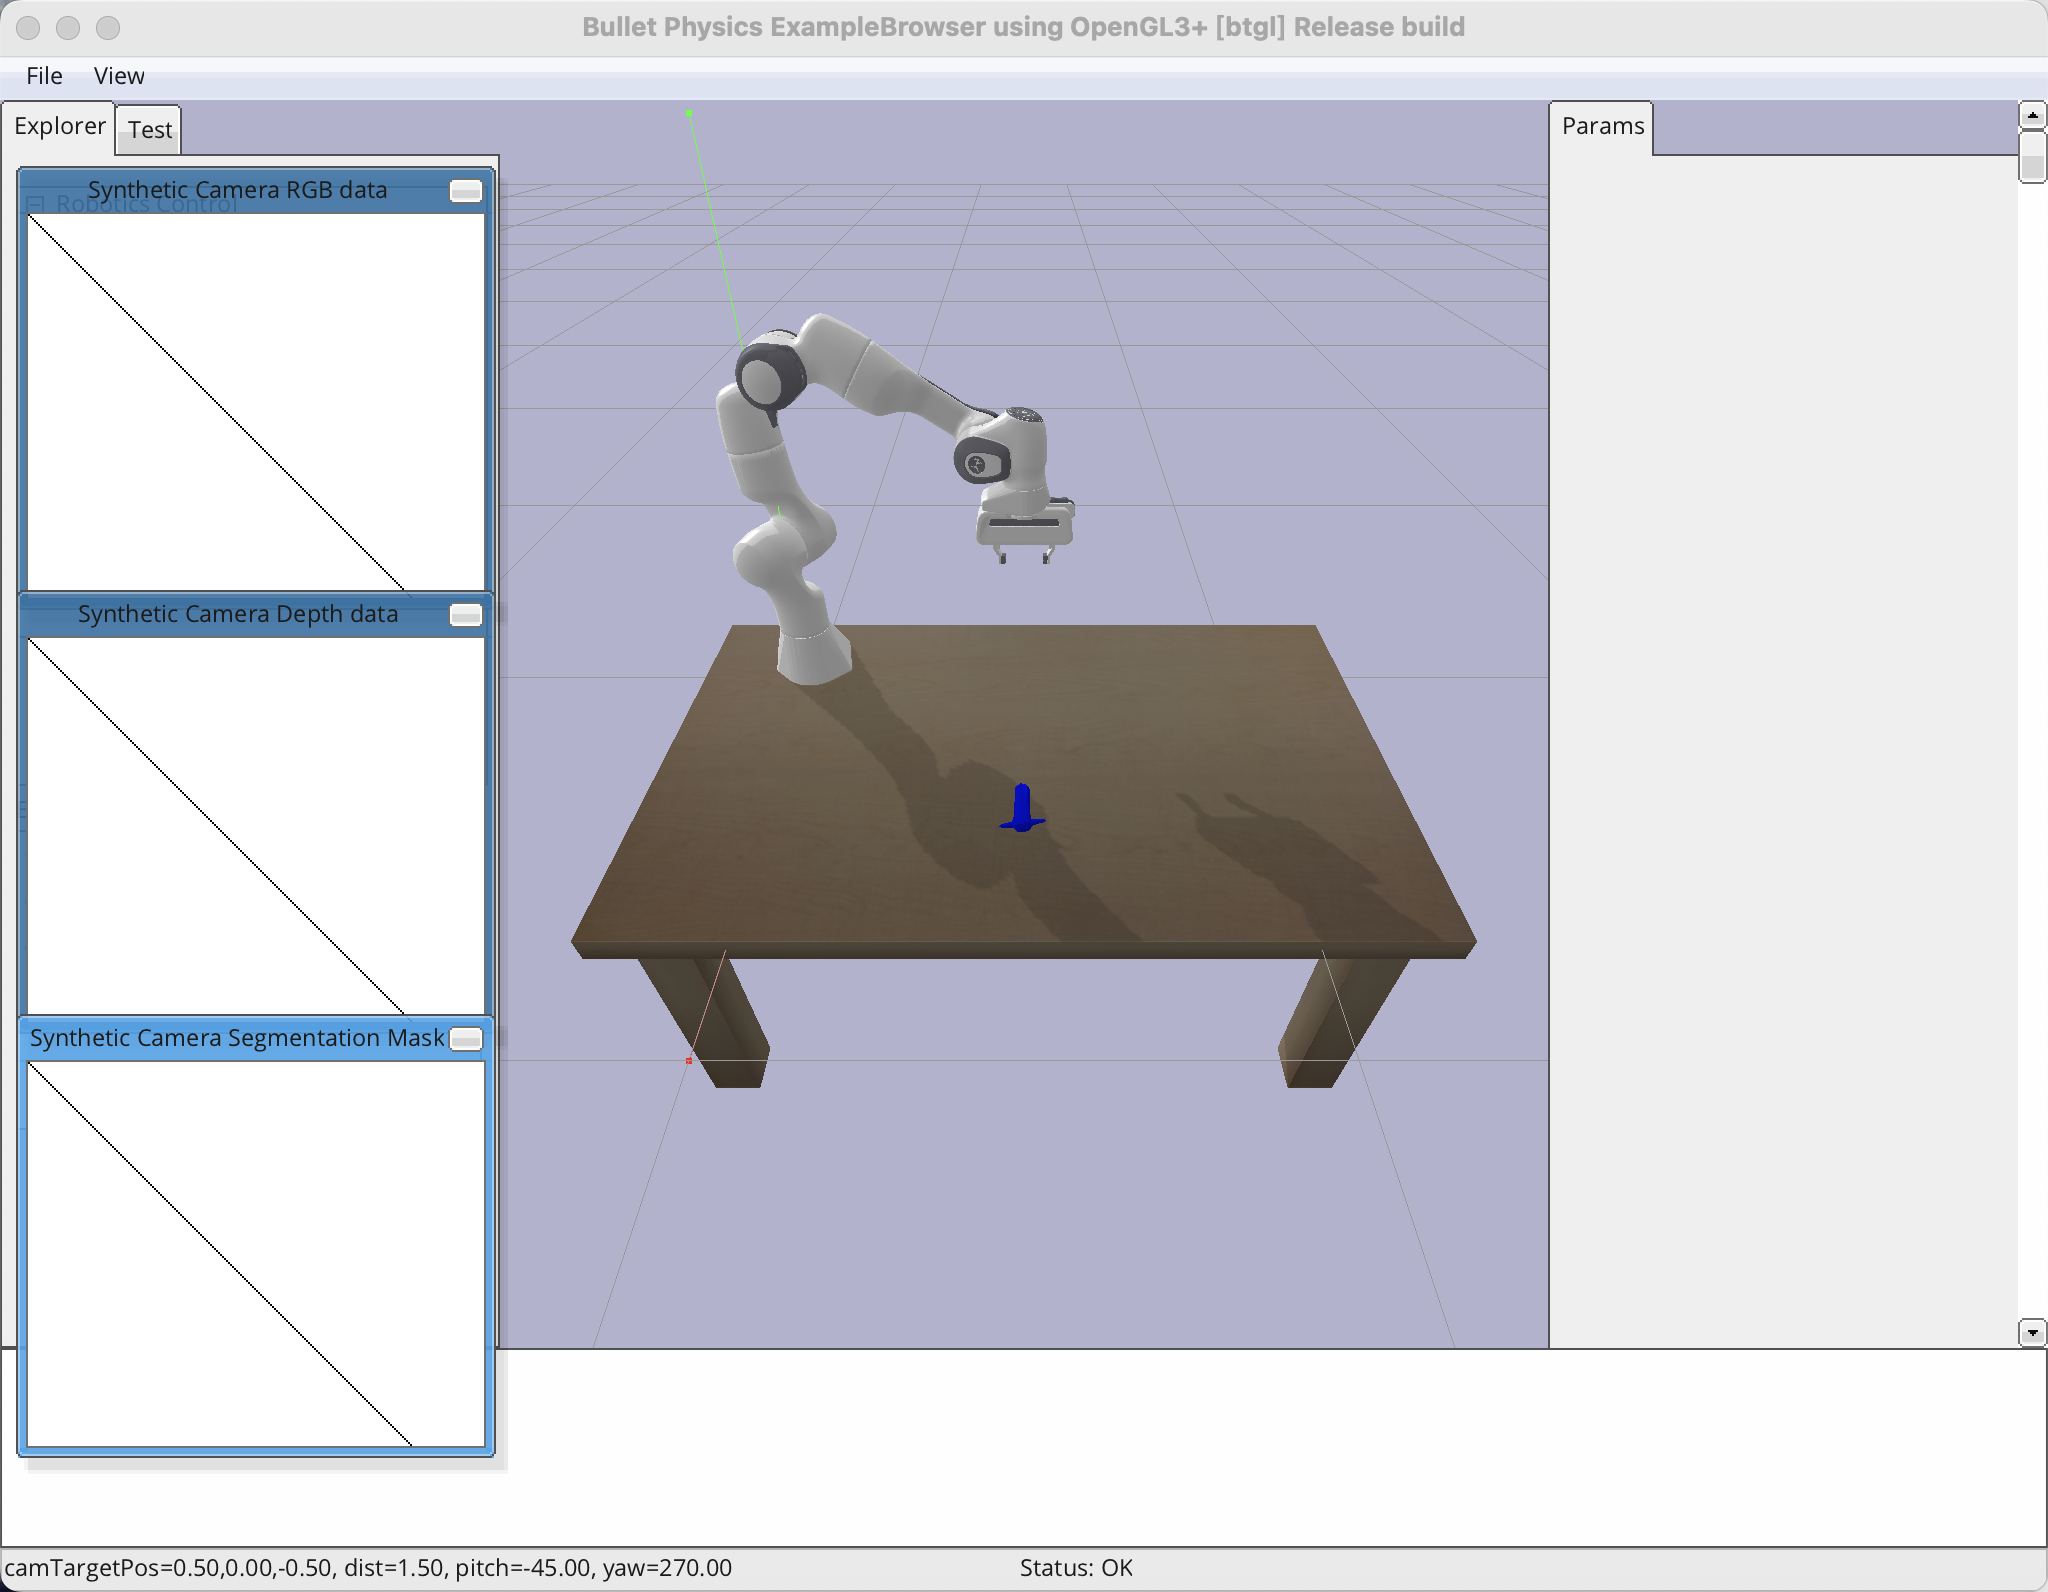 Bullet Physics ExampleBrowser using OpenGL3+ [btgl] Release build
File View
Explorer Test Params
Synthetic Camera RGB data
Robotics Control
Synthetic Camera Depth data
Synthetic Camera Segmentation Mask
camTargetPos=0.50,0.00,-0.50, dist=1.50, pitch=-45.00, yaw=270.00 Status: OK